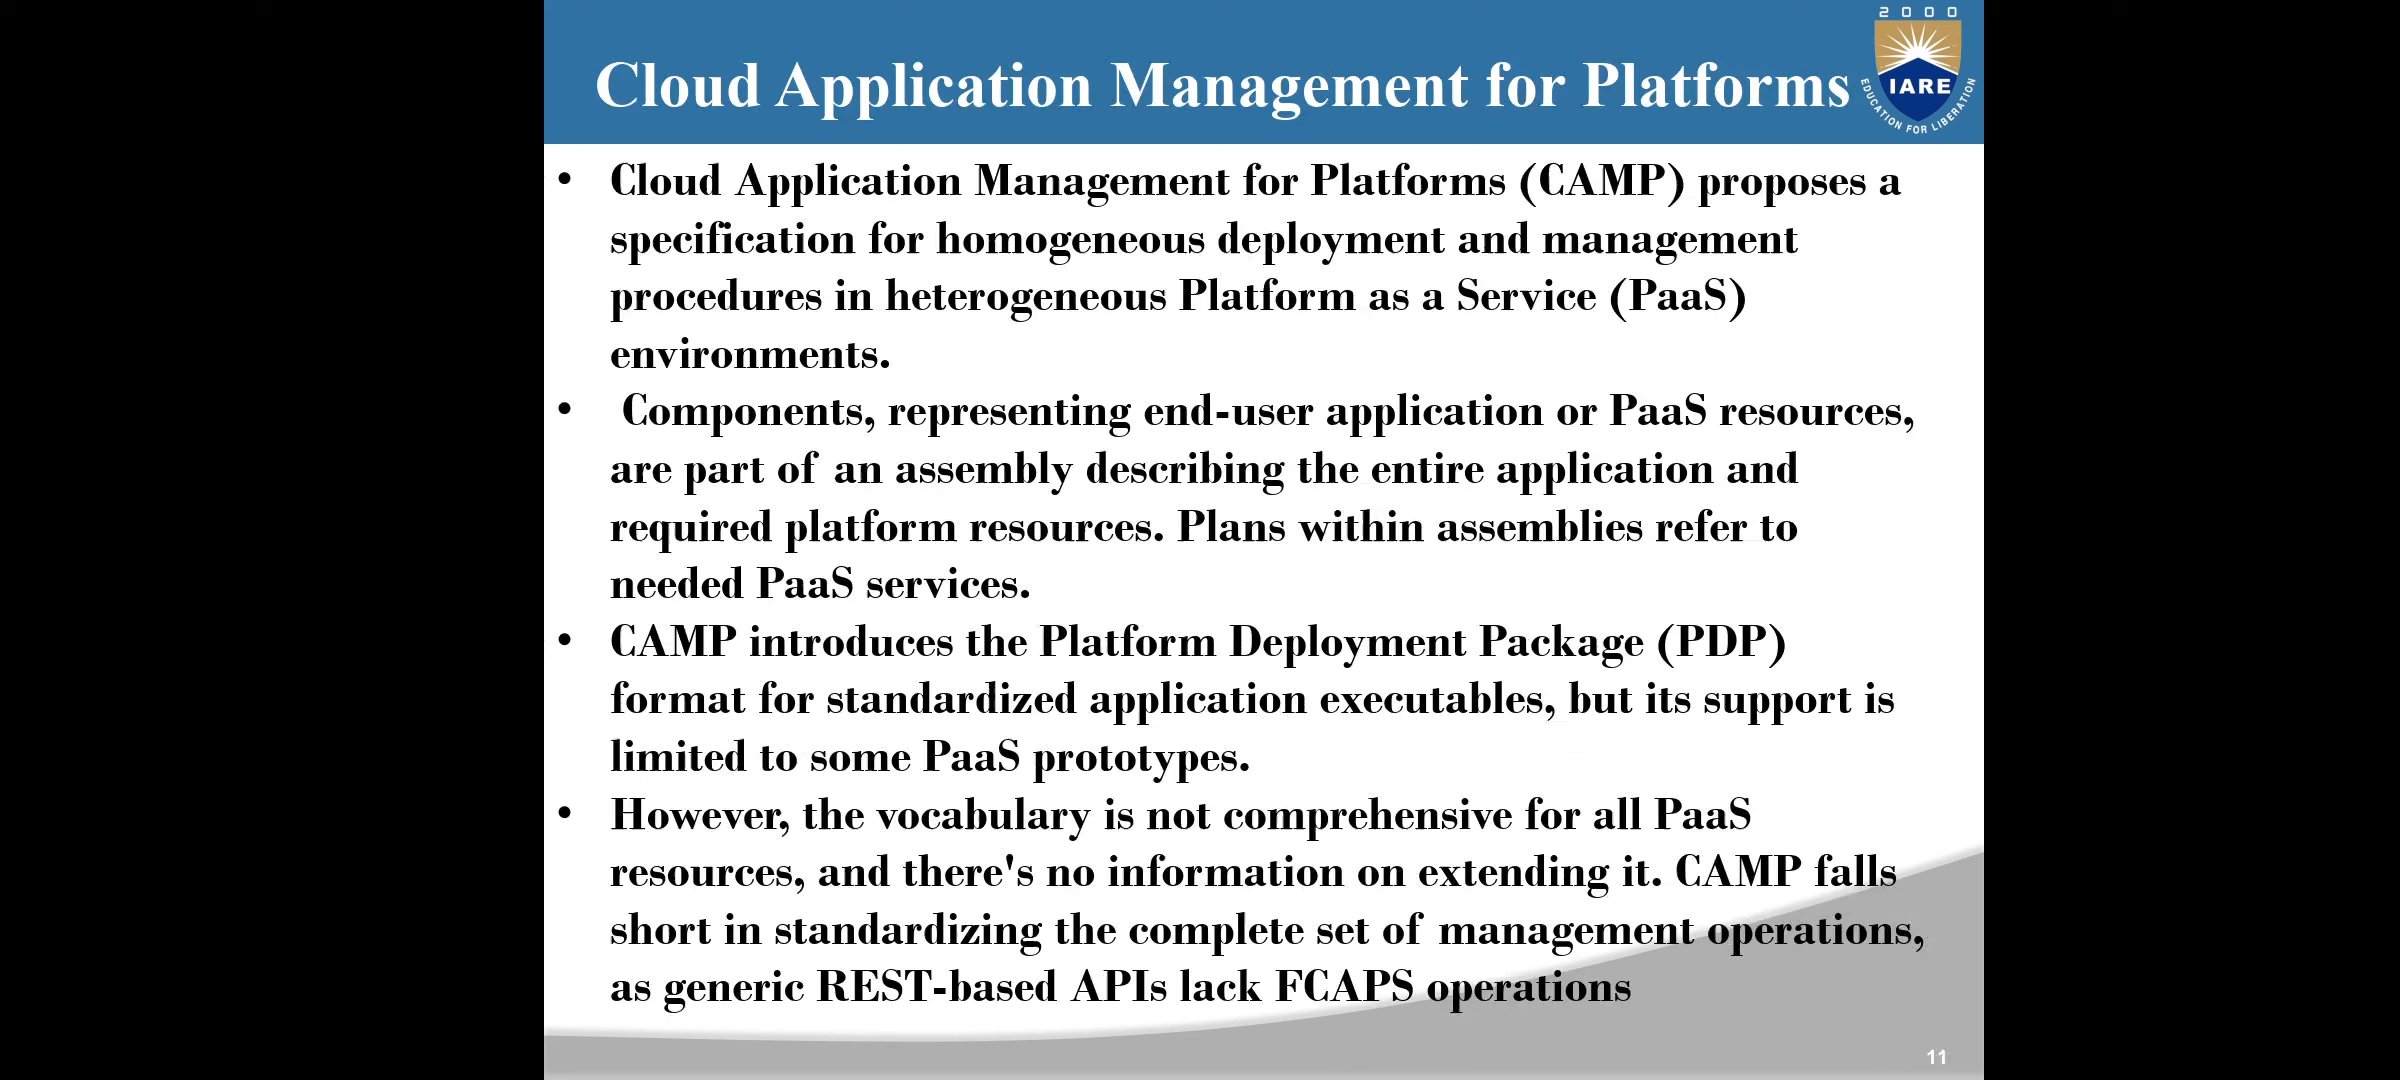 2 0 0 0
Cloud Application Management for Platforms
IARE
EDUCATION FOR LIBERATION
• Cloud Application Management for Platforms (CAMP) proposes a
specification for homogeneous deployment and management
procedures in heterogeneous Platform as a Service (PaaS)
environments.
• Components, representing end-user application or PaaS resources,
are part of an assembly describing the entire application and
required platform resources. Plans within assemblies refer to
needed PaaS services.
• CAMP introduces the Platform Deployment Package (PDP)
format for standardized application executables, but its support is
limited to some PaaS prototypes.
• However, the vocabulary is not comprehensive for all PaaS
resources, and there's no information on extending it. CAMP falls
short in standardizing the complete set of management operations,
as generic REST-based APIs lack FCAPS operations
11